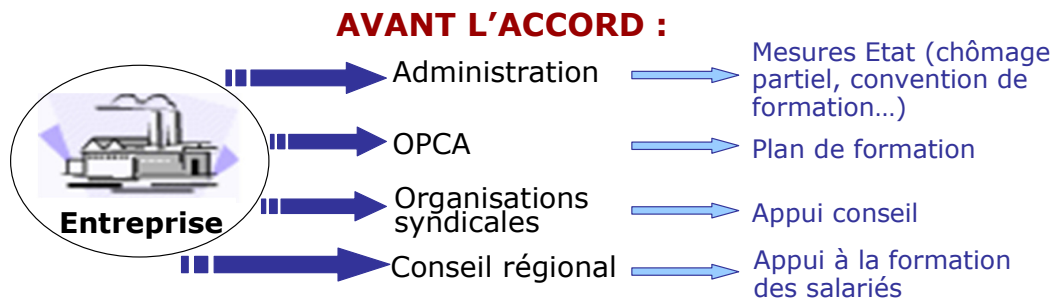 AVANT L’ACCORD :
Entreprise
Administration
Mesures Etat (chômage
partiel, convention de
formation…)
OPCA
Plan de formation
Organisations
syndicales
Appui conseil
Conseil régional
Appui à la formation
des salariés